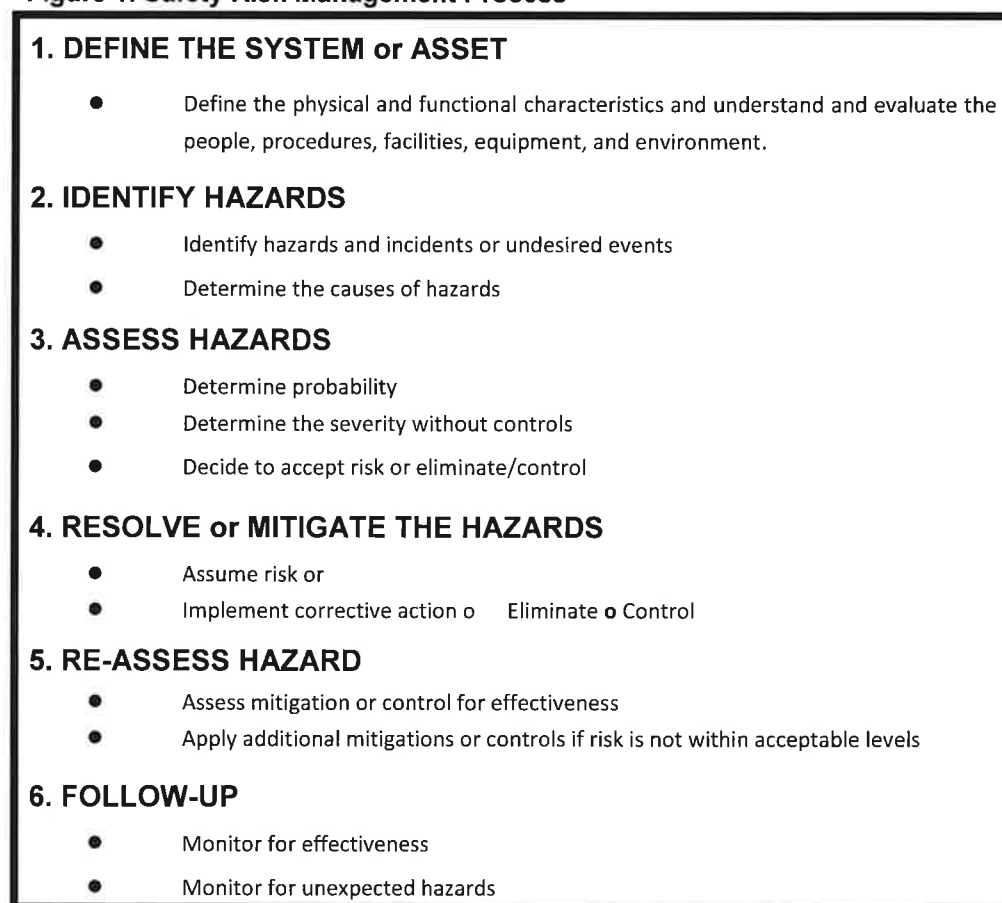 1. DEFINE THE SYSTEM or ASSET
● Define the physical and functional characteristics and understand and evaluate the
people, procedures, facilities, equipment, and environment.
2. IDENTIFY HAZARDS
● Identify hazards and incidents or undesired events
● Determine the causes of hazards
3. ASSESS HAZARDS
● Determine probability
● Determine the severity without controls
● Decide to accept risk or eliminate/control
4. RESOLVE or MITIGATE THE HAZARDS
● Assume risk or
● Implement corrective action o Eliminate o Control
5. RE-ASSESS HAZARD
● Assess mitigation or control for effectiveness
● Apply additional mitigations or controls if risk is not within acceptable levels
6. FOLLOW-UP
● Monitor for effectiveness
● Monitor for unexpected hazards